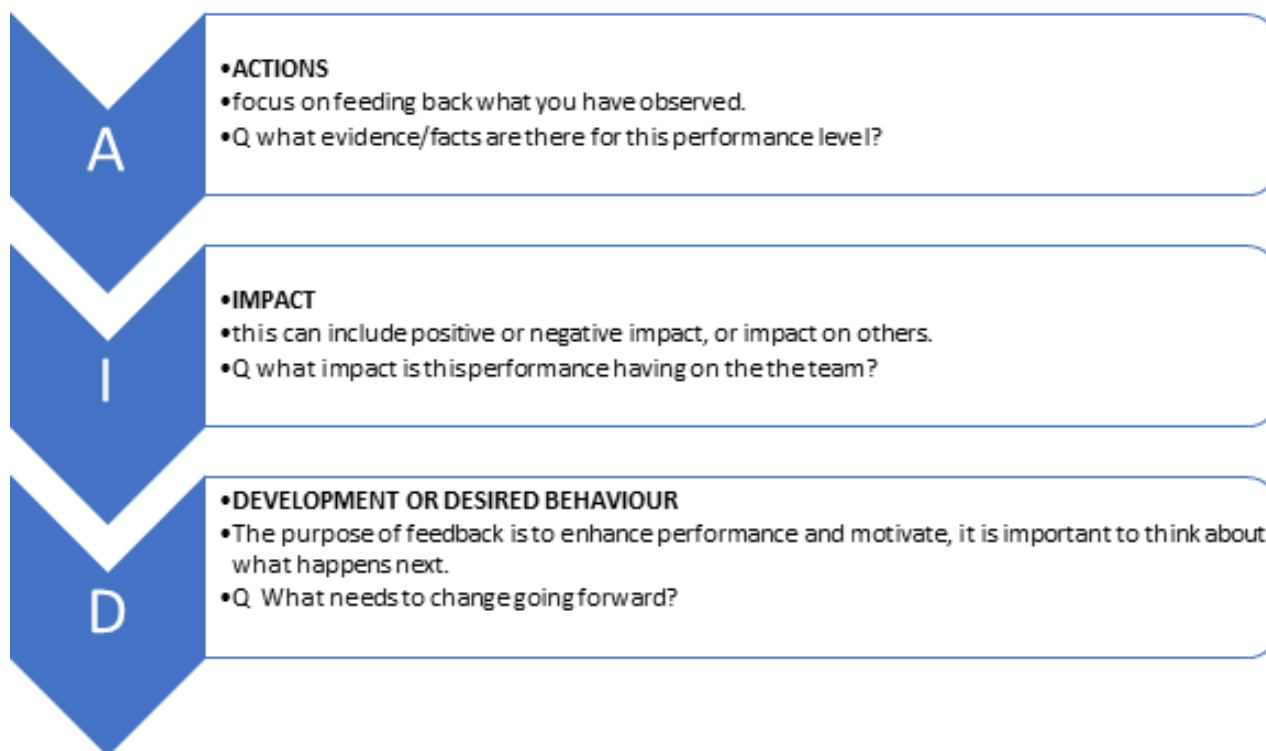 A
•ACTIONS
•focus on feeding back what you have observed.
•Q what evidence/facts are there for this performance level?
I
•IMPACT
•this can include positive or negative impact, or impact on others.
•Q what impact is this performance having on the the team?
D
•DEVELOPMENT OR DESIRED BEHAVIOUR
•The purpose of feedback is to enhance performance and motivate, it is important to think about
what happens next.
•Q What needs to change going forward?